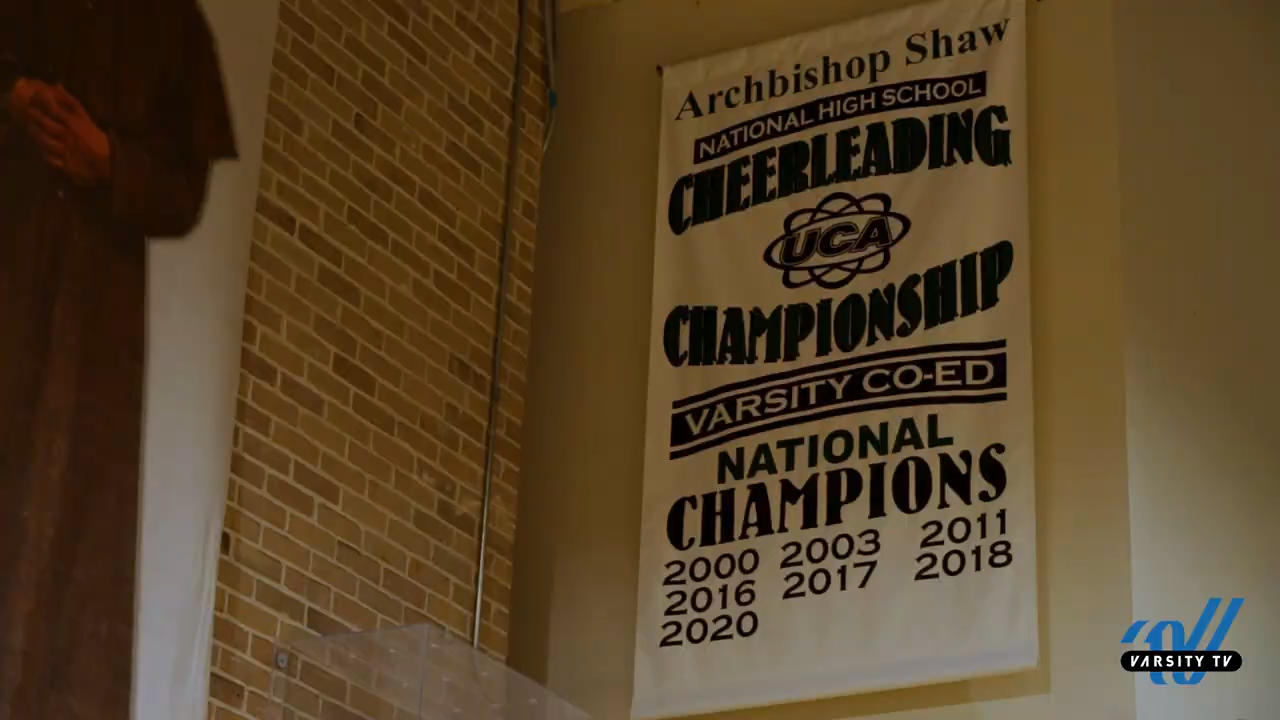 Archbishop Shaw
NATIONAL HIGH SCHOOL
CHEERLEADING
UCA
CHAMPIONSHIP
VARSITY CO-ED
NATIONAL
CHAMPIONS
2000 2003 2011
2016 2017 2018
2020
VARSITY TV